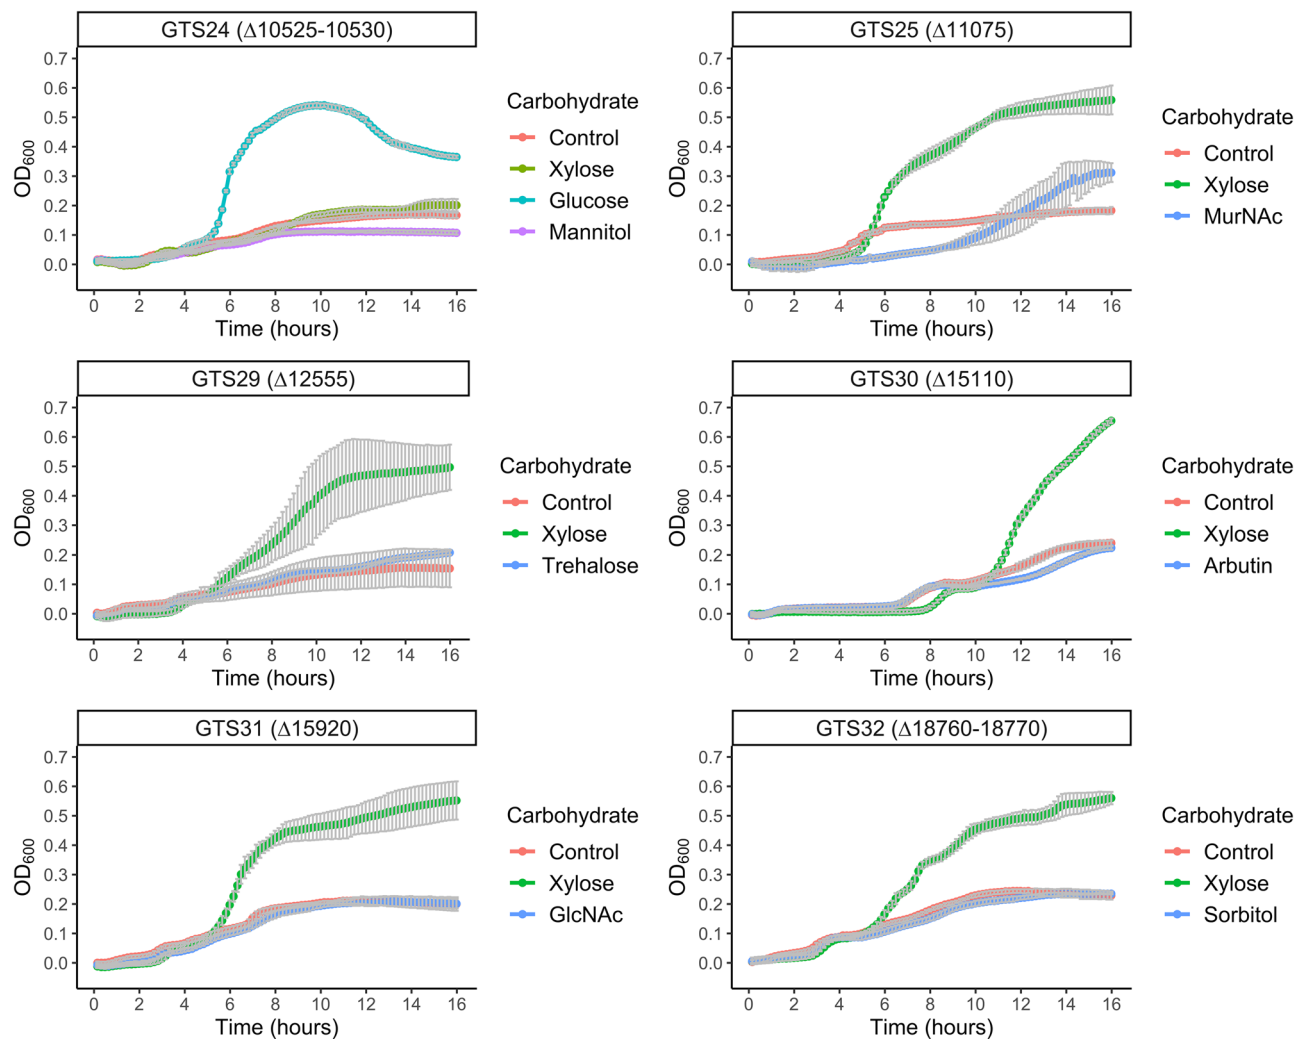 GTS24 (Δ10525-10530)
0.7
0.6
0.5
0.4
0.3
0.2
0.1
0.0
OD600
0 2 4 6 8 10 12 14 16
Time (hours)
Carbohydrate
Control
Xylose
Glucose
Mannitol
GTS25 (Δ11075)
0.7
0.6
0.5
0.4
0.3
0.2
0.1
0.0
OD600
0 2 4 6 8 10 12 14 16
Time (hours)
Carbohydrate
Control
Xylose
MurNAc
GTS29 (Δ12555)
0.7
0.6
0.5
0.4
0.3
0.2
0.1
0.0
OD600
0 2 4 6 8 10 12 14 16
Time (hours)
Carbohydrate
Control
Xylose
Trehalose
GTS30 (Δ15110)
0.7
0.6
0.5
0.4
0.3
0.2
0.1
0.0
OD600
0 2 4 6 8 10 12 14 16
Time (hours)
Carbohydrate
Control
Xylose
Arbutin
GTS31 (Δ15920)
0.7
0.6
0.5
0.4
0.3
0.2
0.1
0.0
OD600
0 2 4 6 8 10 12 14 16
Time (hours)
Carbohydrate
Control
Xylose
GlcNAc
GTS32 (Δ18760-18770)
0.7
0.6
0.5
0.4
0.3
0.2
0.1
0.0
OD600
0 2 4 6 8 10 12 14 16
Time (hours)
Carbohydrate
Control
Xylose
Sorbitol